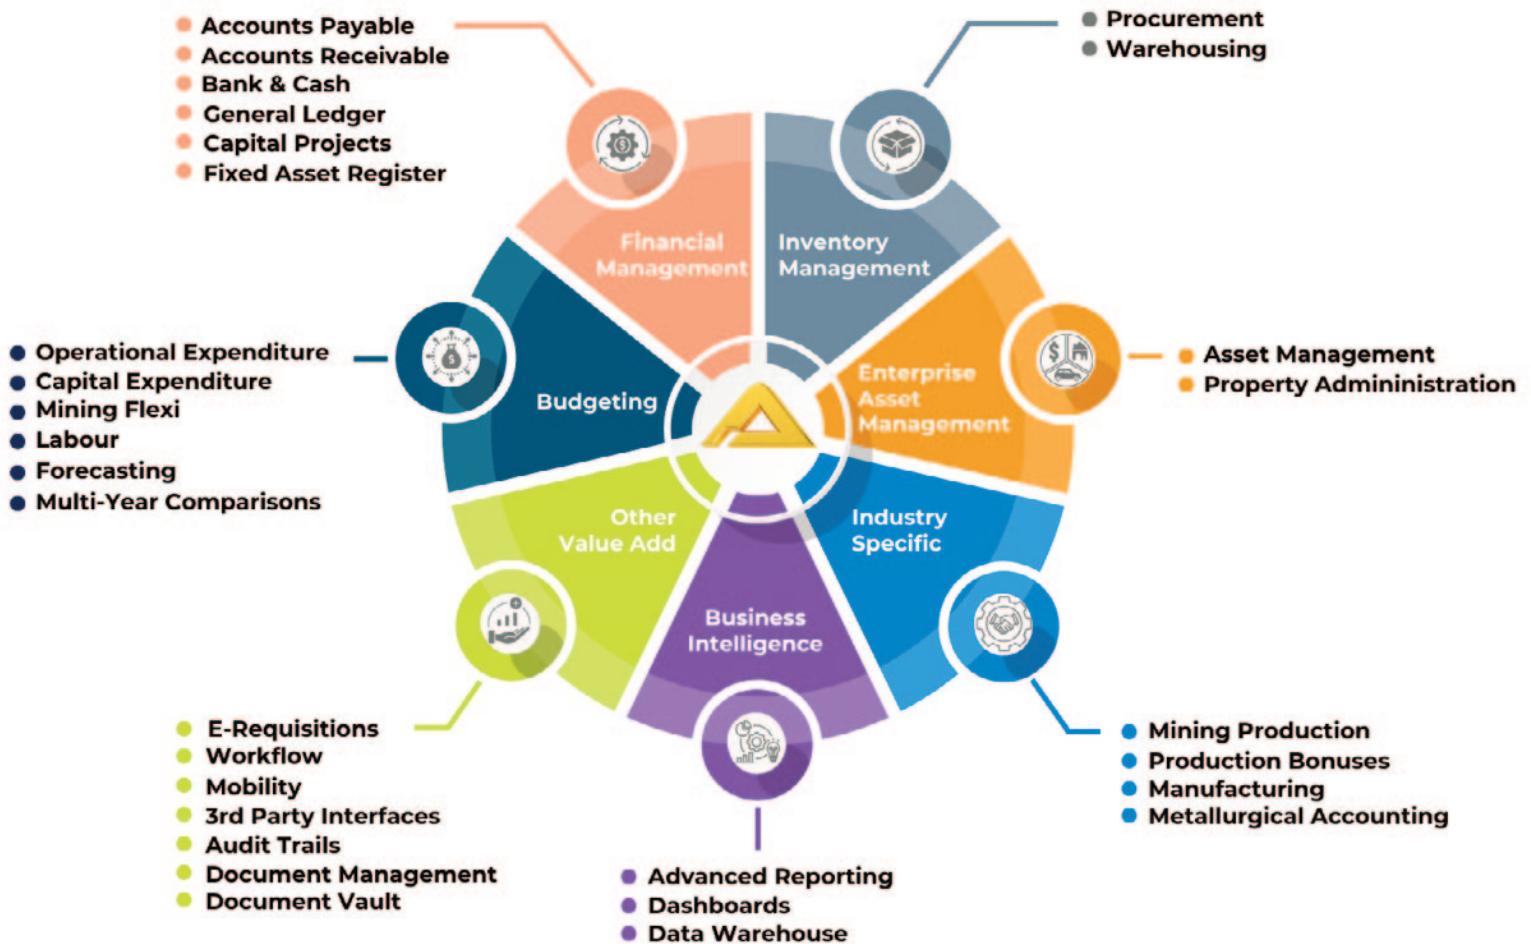 Accounts Payable
Accounts Receivable
Bank & Cash
General Ledger
Capital Projects
Fixed Asset Register
Procurement
Warehousing
Financial
Management
Inventory
Management
Operational Expenditure
Capital Expenditure
Mining Flexi
Labour
Forecasting
Multi-Year Comparisons
Budgeting
Enterprise
Asset
Management
Asset Management
Property Admininistration
Other
Value Add
Industry
Specific
Business
Intelligence
E-Requisitions
Workflow
Mobility
3rd Party Interfaces
Audit Trails
Document Management
Document Vault
Advanced Reporting
Dashboards
Data Warehouse
Mining Production
Production Bonuses
Manufacturing
Metallurgical Accounting